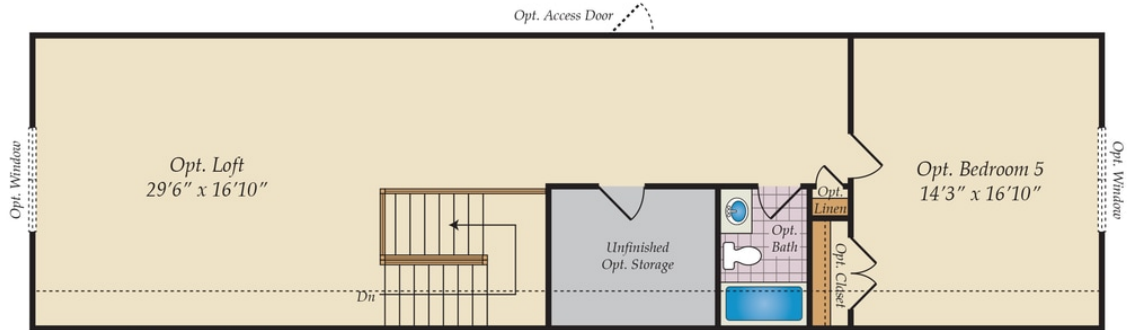 Opt. Access Door
Opt. Window
Opt. Loft
29'6" x 16'10"
Opt. Bedroom 5
14'3" x 16'10"
Opt. Window
Opt.
Linen
Opt.
Bath
Unfinished
Opt. Storage
Opt. Closet
Dn